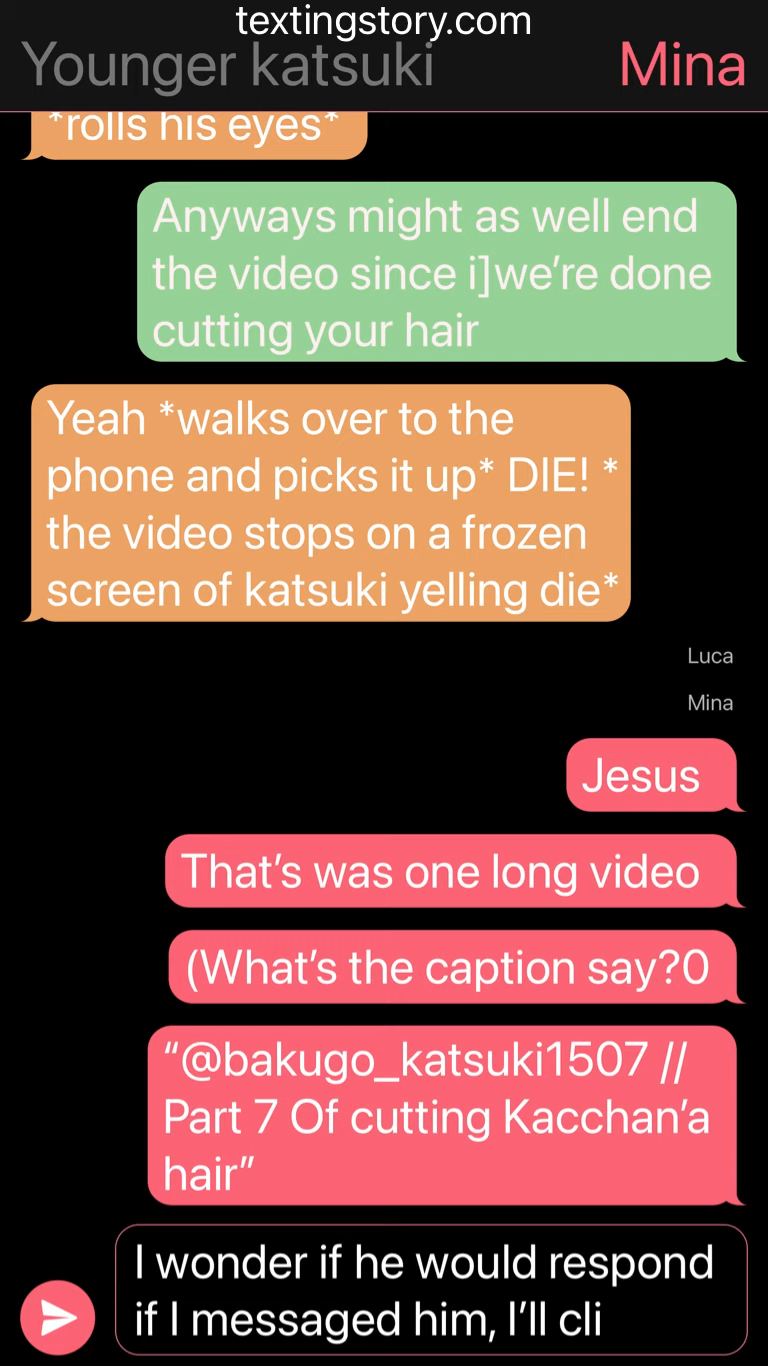 textingstory.com
Younger katsuki
Mina
*rolls his eyes*
Anyways might as well end
the video since i]we’re done
cutting your hair
Yeah *walks over to the
phone and picks it up* DIE! *
the video stops on a frozen
screen of katsuki yelling die*
Luca
Mina
Jesus
That’s was one long video
(What’s the caption say?0
“@bakugo_katsuki1507 //
Part 7 Of cutting Kacchan’a
hair”
I wonder if he would respond
if I messaged him, I’ll cli